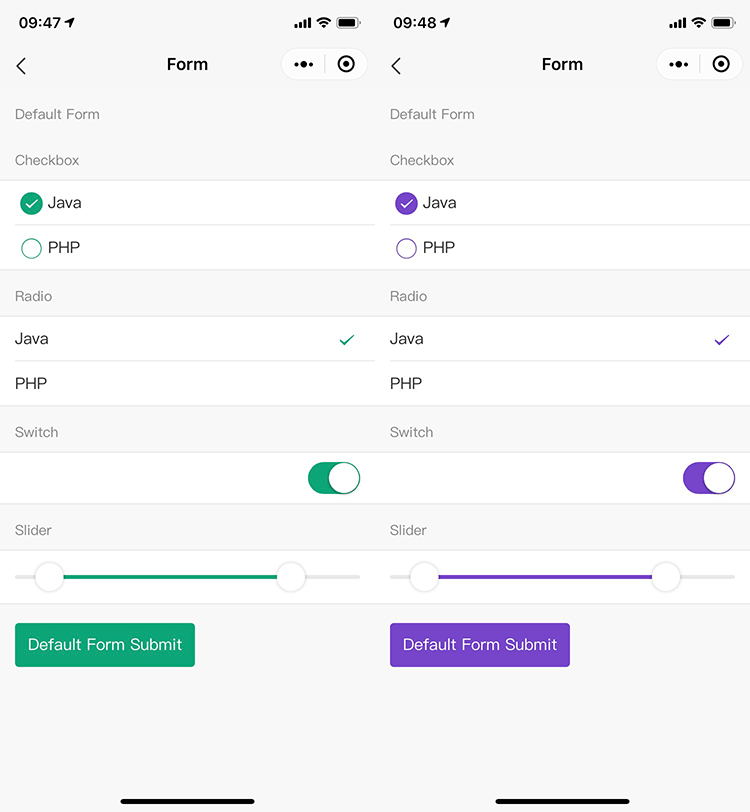 09:47
Form
Default Form
Checkbox
Java
PHP
Radio
Java
PHP
Switch
Slider
Default Form Submit
09:48
Form
Default Form
Checkbox
Java
PHP
Radio
Java
PHP
Switch
Slider
Default Form Submit